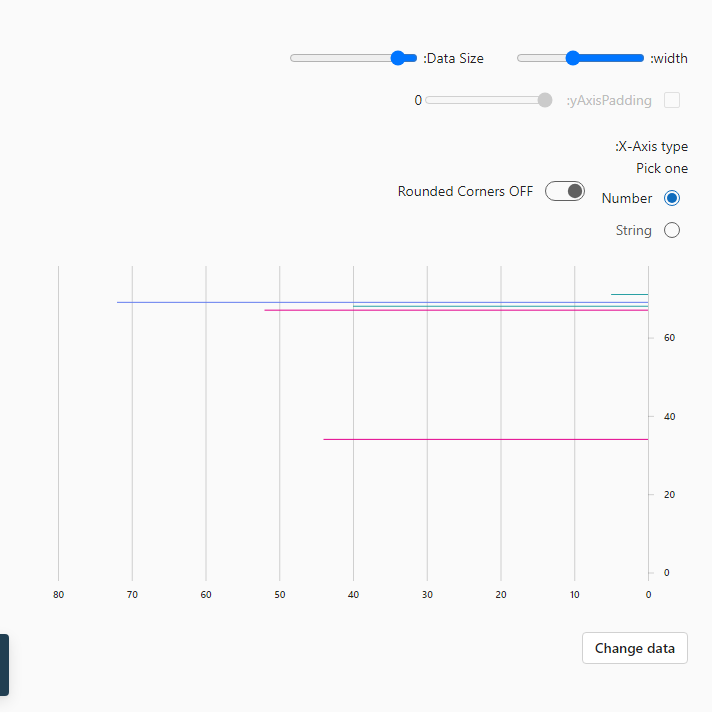 width:
Data Size:
yAxisPadding:
0
X-Axis type:
Pick one
Number
Rounded Corners OFF
String
60
40
20
0
80 70 60 50 40 30 20 10 0
Change data